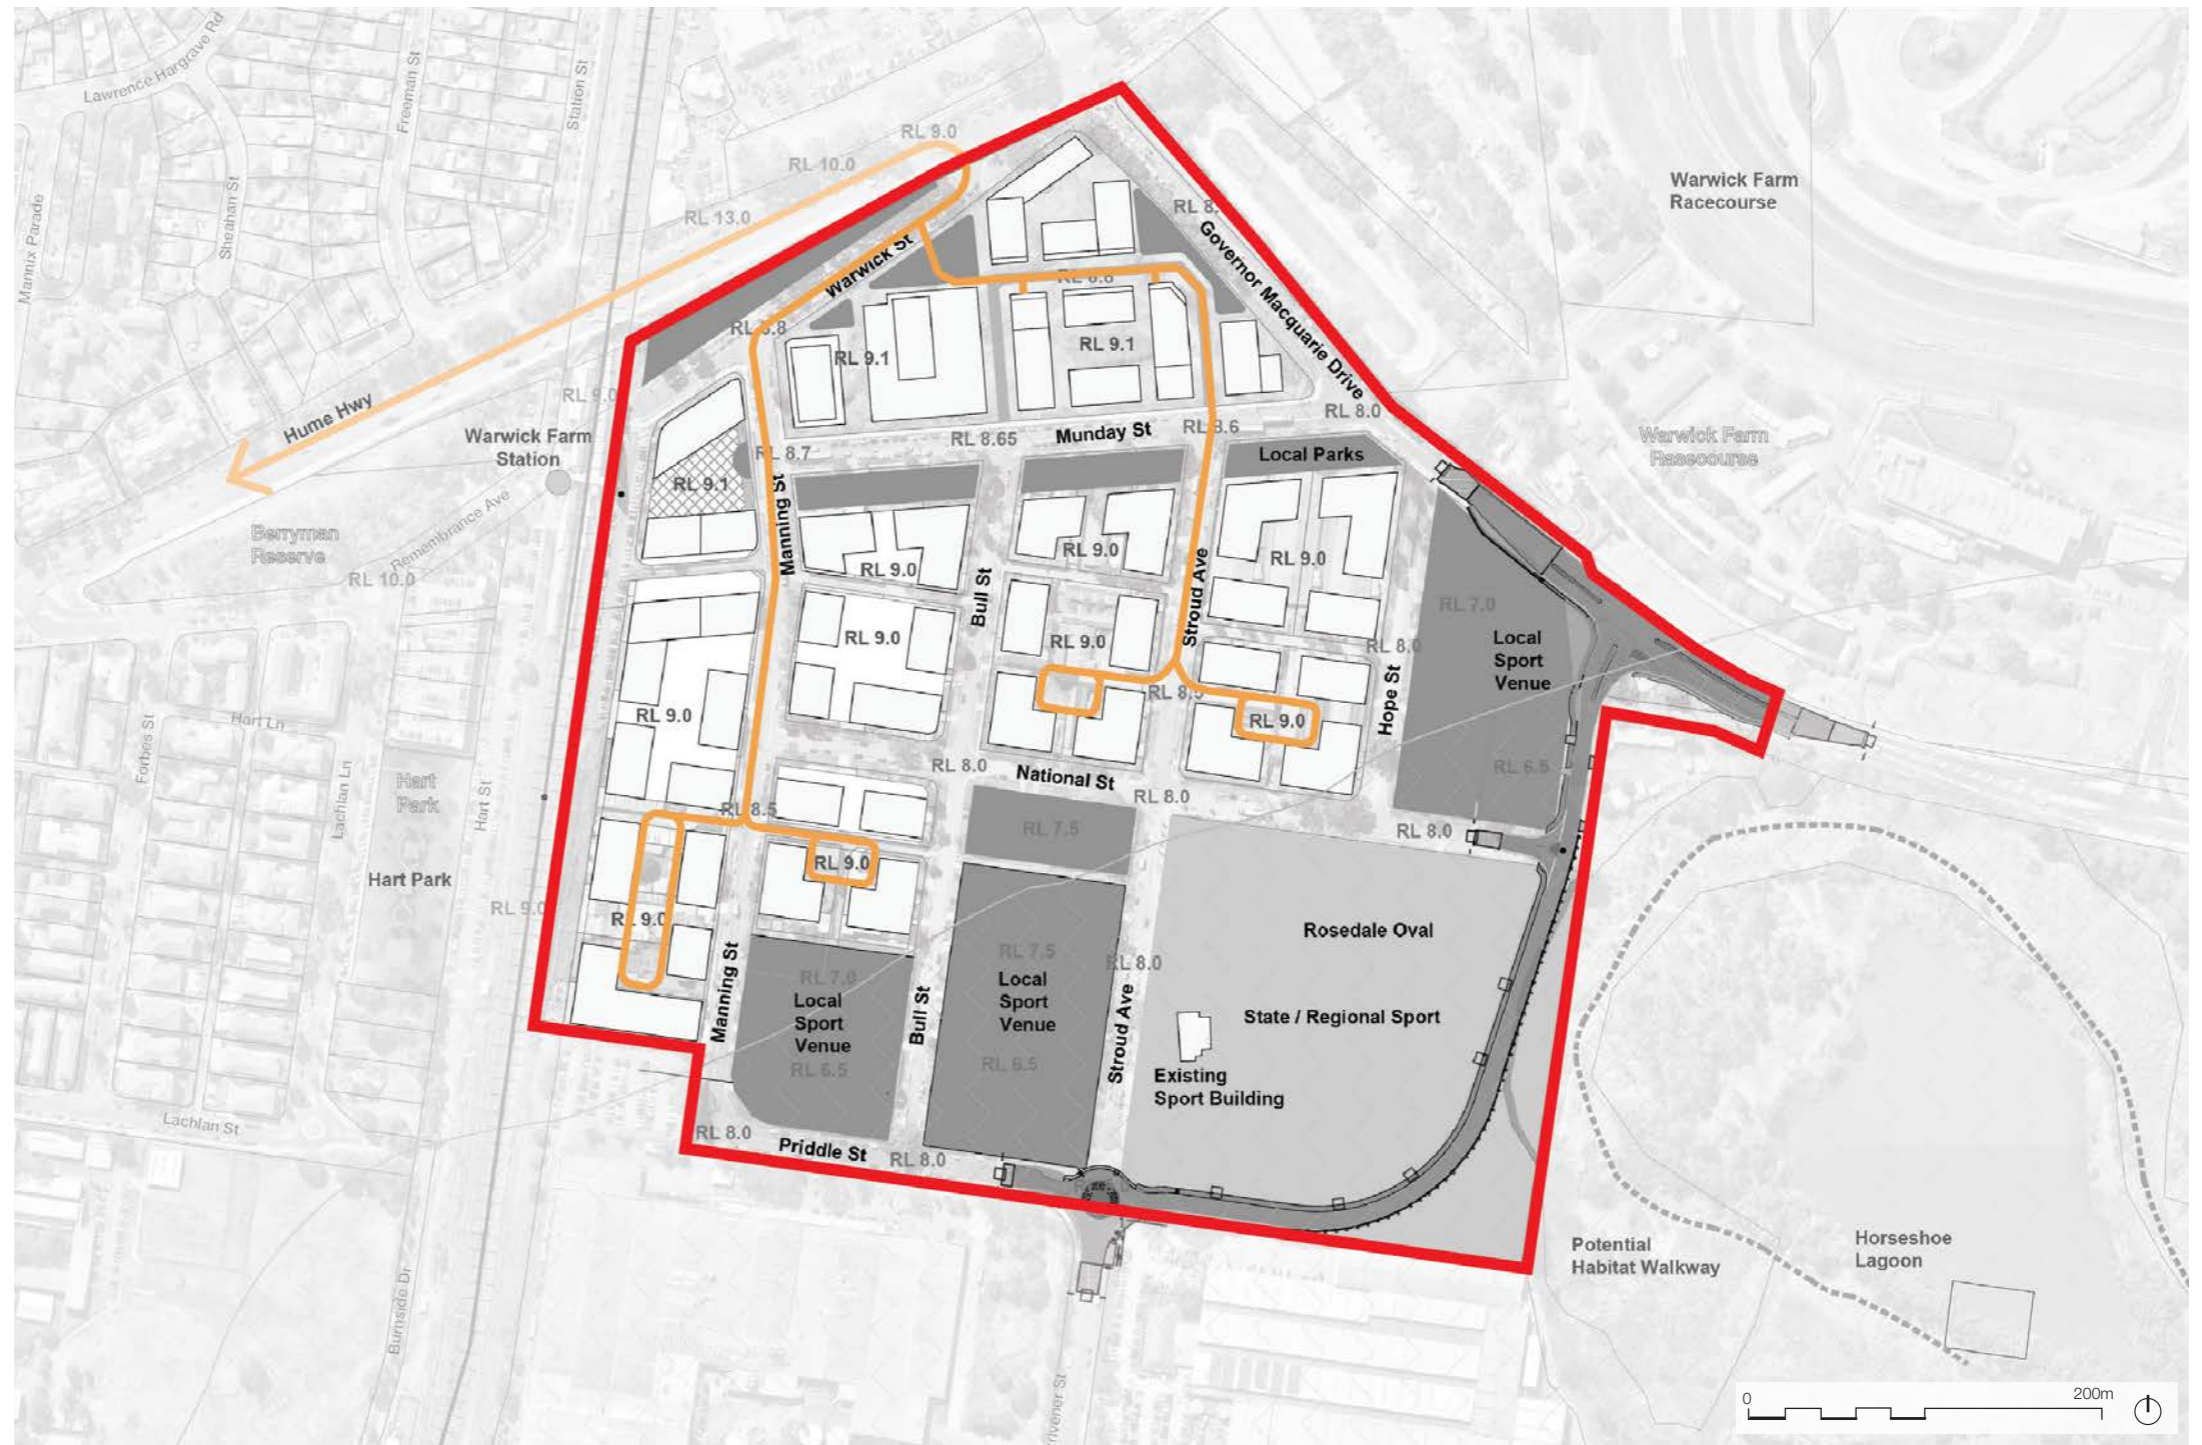 Lawrence Hargrave Rd
Freeman St
Station St
Sheahan St
Mannix Parade
RL 9.0
RL 10.0
RL 13.0
RL 8.
Warwick Farm
Racecourse
Governor Macquarie Drive
Warwick St
RL 8.8
RL 9.1
RL 9.1
RL 9.0
Hume Hwy
Warwick Farm
Station
RL 8.0
RL 8.65
Munday St
RL 8.6
Warwick Farm
Racecourse
Local Parks
RL 8.7
RL 9.1
Manning St
Berryman
Reserve
Remembrance Ave
RL 10.0
RL 9.0
RL 9.0
RL 9.0
Bull St
Stroud Ave
RL 7.0
RL 9.0
RL 9.0
RL 8.0
Local
Sport
Venue
Hope St
RL 8.5
RL 9.0
RL 9.0
Forbes St
Hart Ln
Lachlan Ln
Hart
Park
Hart St
RL 8.0
National St
RL 8.0
RL 6.5
RL 8.5
RL 7.5
RL 8.0
RL 9.0
Hart Park
RL 9.0
RL 9.0
Manning St
RL 7.0
Local
Sport
Venue
RL 6.5
Bull St
RL 7.5
Local
Sport
Venue
RL 6.5
RL 8.0
Stroud Ave
Rosedale Oval
State / Regional Sport
Existing
Sport Building
Lachlan St
RL 8.0
Priddle St
RL 8.0
Burnside Dr
Potential
Habitat Walkway
Horseshoe
Lagoon
0
200m